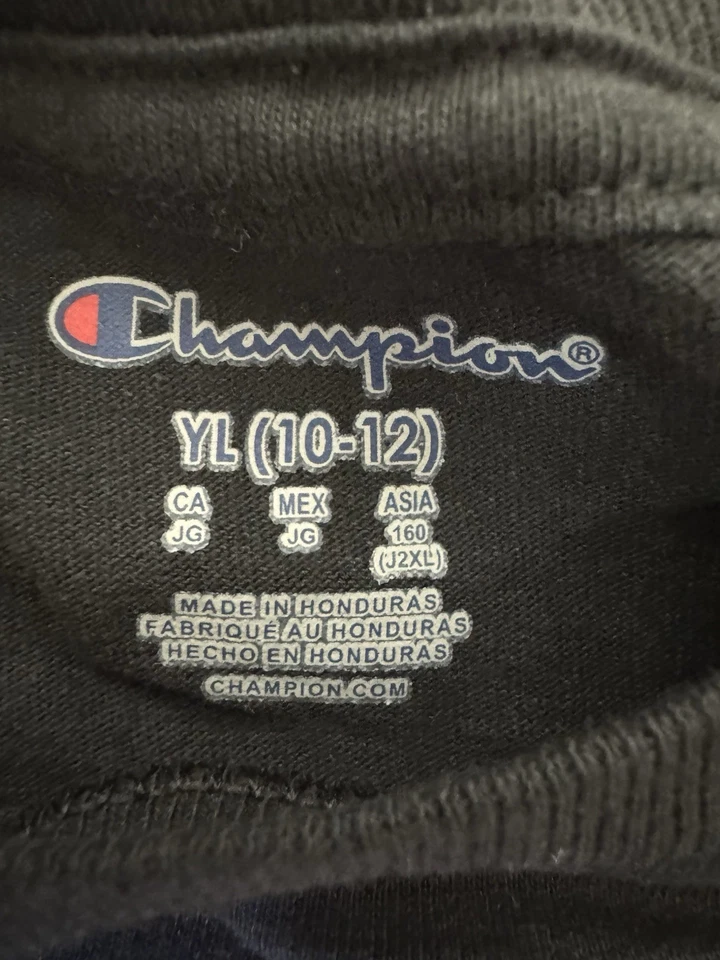 Champion®
YL (10-12)
CA MEX ASIA
JG JG 160
(J2XL)
MADE IN HONDURAS
FABRIQUÉ AU HONDURAS
HECHO EN HONDURAS
CHAMPION.COM